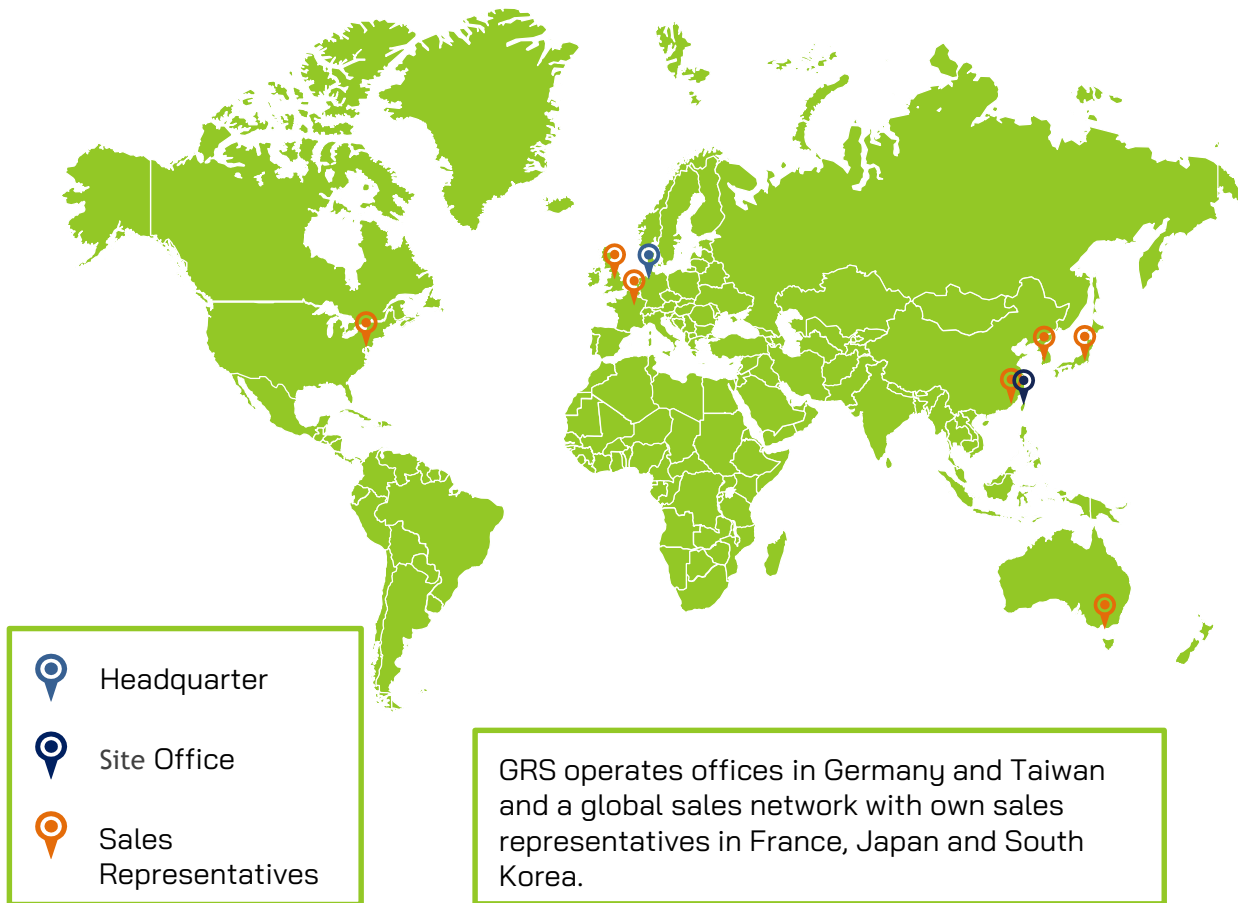 Headquarter
Site Office
Sales
Representatives
GRS operates offices in Germany and Taiwan
and a global sales network with own sales
representatives in France, Japan and South
Korea.